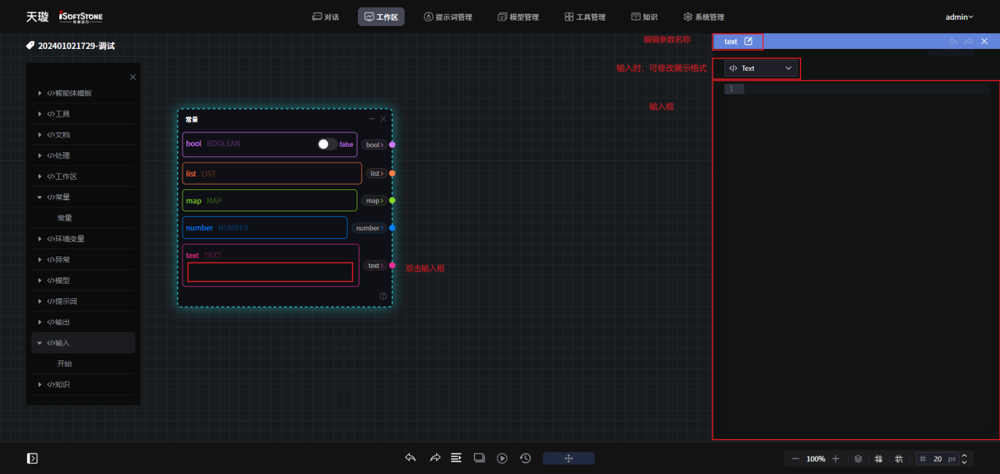 天璇 iSOFTSTONE 软通动力
对话 工作区 提示词管理 模型管理 工具管理 知识 系统管理
admin
202401021729-调试
</>智能体模板
</>工具
</>文档
</>处理
</>工作区
</>常量
常量
</>环境变量
</>异常
</>模型
</>提示词
</>输出
</>输入
开始
</>知识
常量
bool BOOLEAN false bool
list LIST list
map MAP map
number NUMBER number
text TEXT text
双击输入框
编辑参数名称
text
输入时，可修改展示格式
</> Text
输入框
1
100%
20 px